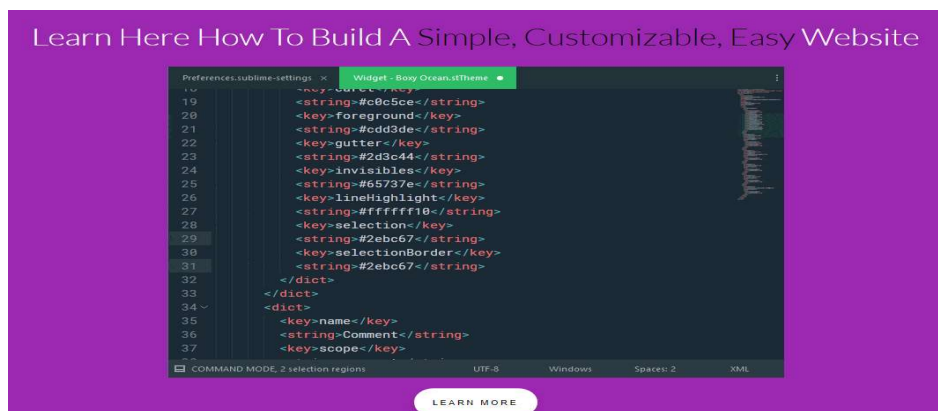 Learn Here How To Build A Simple, Customizable, Easy Website
Preferences.sublime-settings × Widget - Boxy Ocean.stTheme
18 <key>caret</key>
19 <string>#c0c5ce</string>
20 <key>foreground</key>
21 <string>#cdd3de</string>
22 <key>gutter</key>
23 <string>#2d3c44</string>
24 <key>invisibles</key>
25 <string>#65737e</string>
26 <key>lineHighlight</key>
27 <string>#ffffff10</string>
28 <key>selection</key>
29 <string>#2ebc67</string>
30 <key>selectionBorder</key>
31 <string>#2ebc67</string>
32 </dict>
33 </dict>
34 <dict>
35 <key>name</key>
36 <string>Comment</string>
37 <key>scope</key>
COMMAND MODE, 2 selection regions UTF-8 Windows Spaces: 2 XML
LEARN MORE